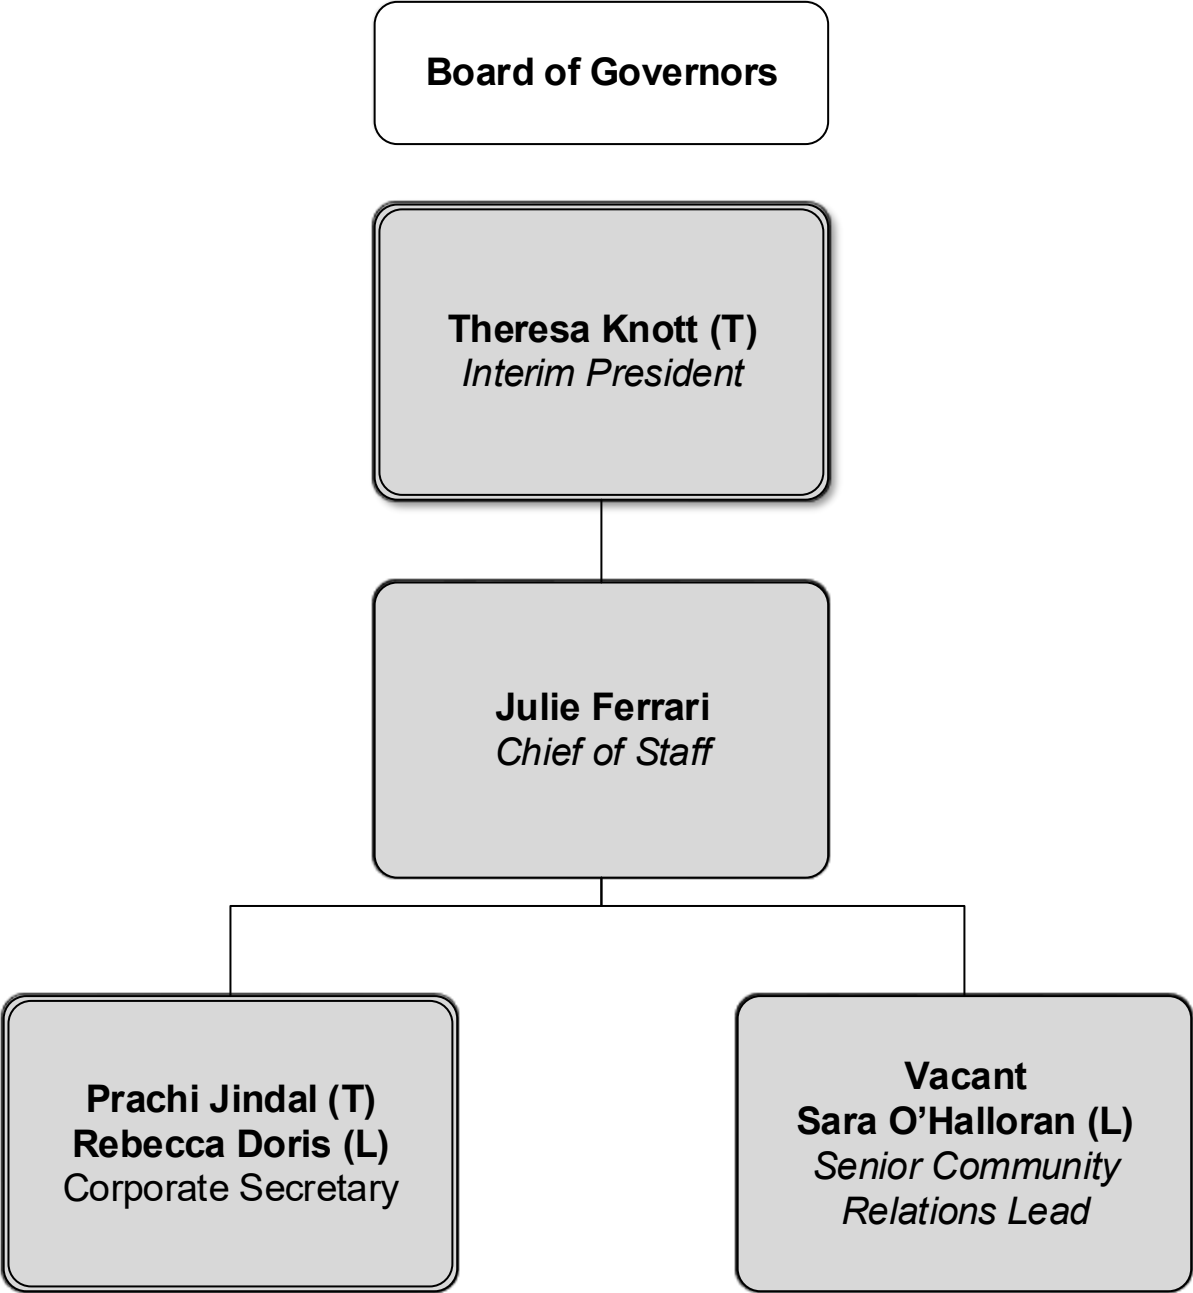 Board of Governors
Theresa Knott (T)
Interim President
Julie Ferrari
Chief of Staff
Prachi Jindal (T)
Rebecca Doris (L)
Corporate Secretary
Vacant
Sara O’Halloran (L)
Senior Community
Relations Lead